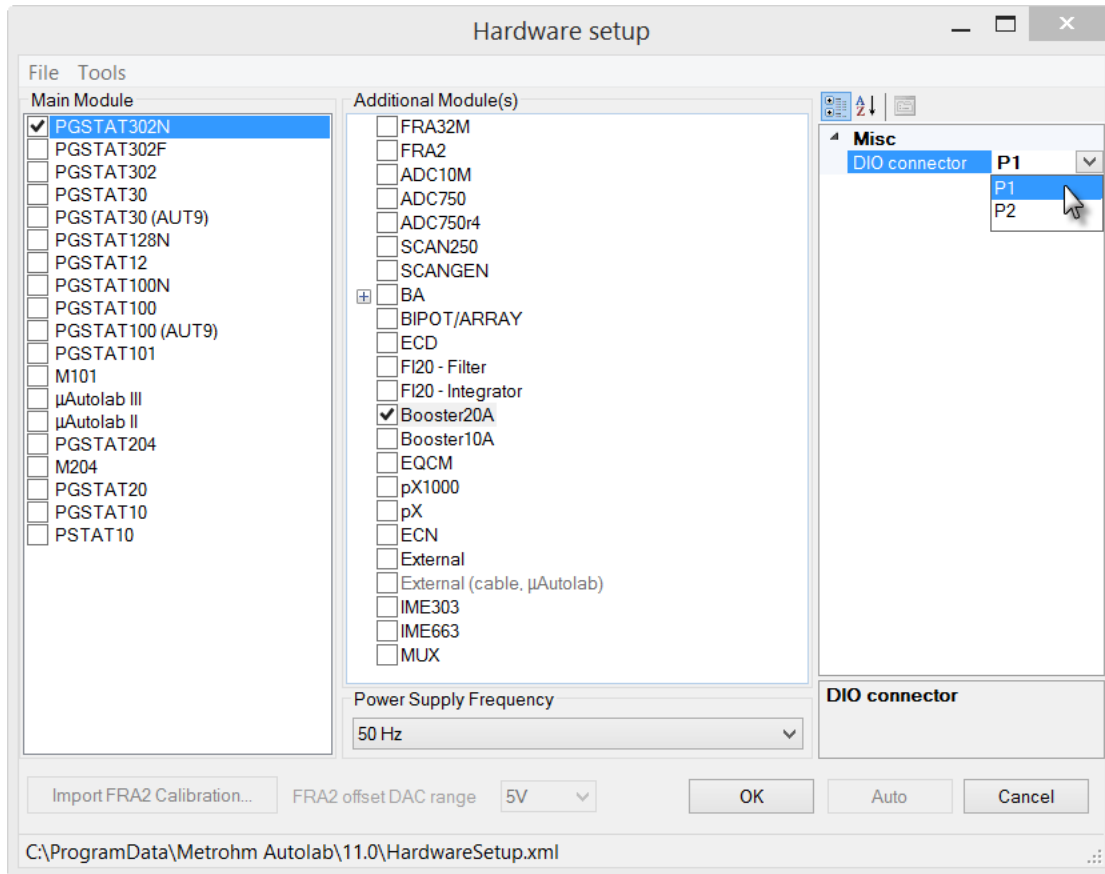 Hardware setup
File Tools
Main Module
PGSTAT302N
PGSTAT302F
PGSTAT302
PGSTAT30
PGSTAT30 (AUT9)
PGSTAT128N
PGSTAT12
PGSTAT100N
PGSTAT100
PGSTAT100 (AUT9)
PGSTAT101
M101
µAutolab III
µAutolab II
PGSTAT204
M204
PGSTAT20
PGSTAT10
PSTAT10
Additional Module(s)
FRA32M
FRA2
ADC10M
ADC750
ADC750r4
SCAN250
SCANGEN
BA
BIPOT/ARRAY
ECD
FI20 - Filter
FI20 - Integrator
Booster20A
Booster10A
EQCM
pX1000
pX
ECN
External
External (cable, µAutolab)
IME303
IME663
MUX
Power Supply Frequency
50 Hz
Misc
DIO connector P1
P1
P2
DIO connector
Import FRA2 Calibration... FRA2 offset DAC range 5V OK Auto Cancel
C:\ProgramData\Metrohm Autolab\11.0\HardwareSetup.xml